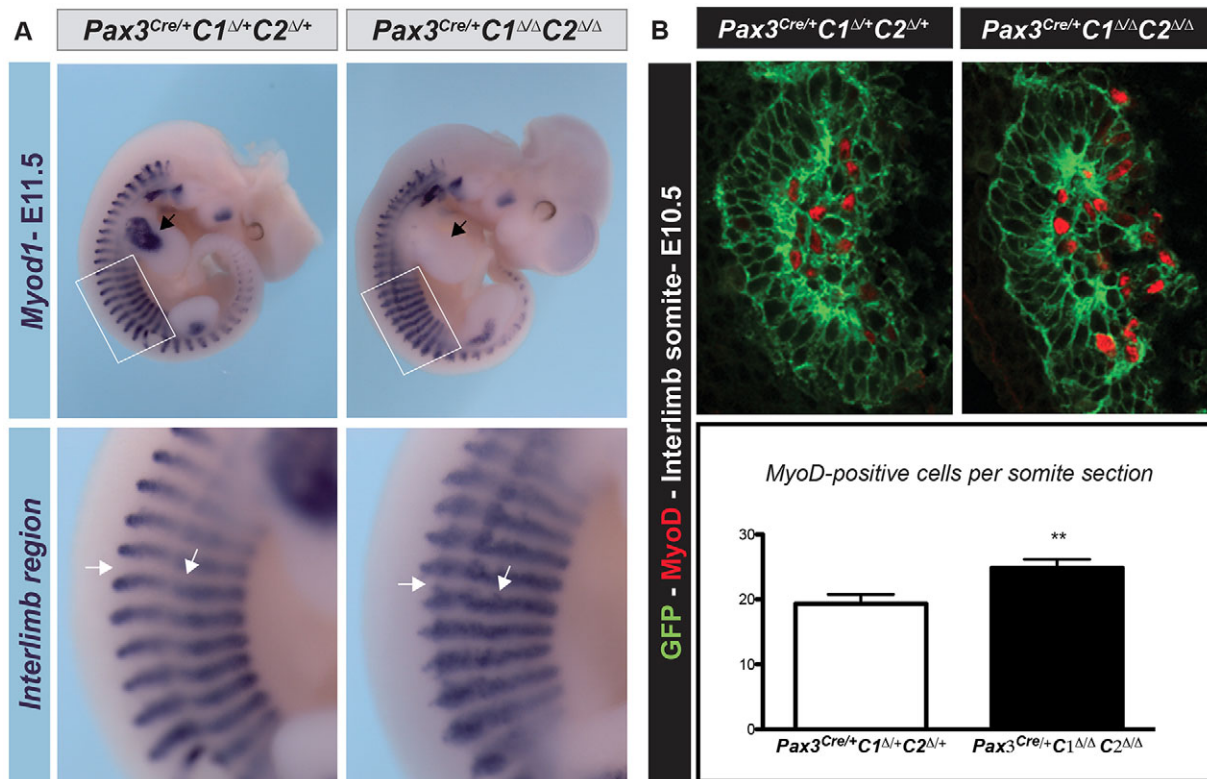 A
Pax3Cre/+C1Δ/+C2Δ/+
Pax3Cre/+C1Δ/ΔC2Δ/Δ
Myod1- E11.5
Interlimb region
B
Pax3Cre/+C1Δ/+C2Δ/+
Pax3Cre/+C1Δ/ΔC2Δ/Δ
GFP - MyoD - Interlimb somite- E10.5
MyoD-positive cells per somite section
30
20
10
0
**
Pax3Cre/+C1Δ/+C2Δ/+
Pax3Cre/+C1Δ/Δ C2Δ/Δ